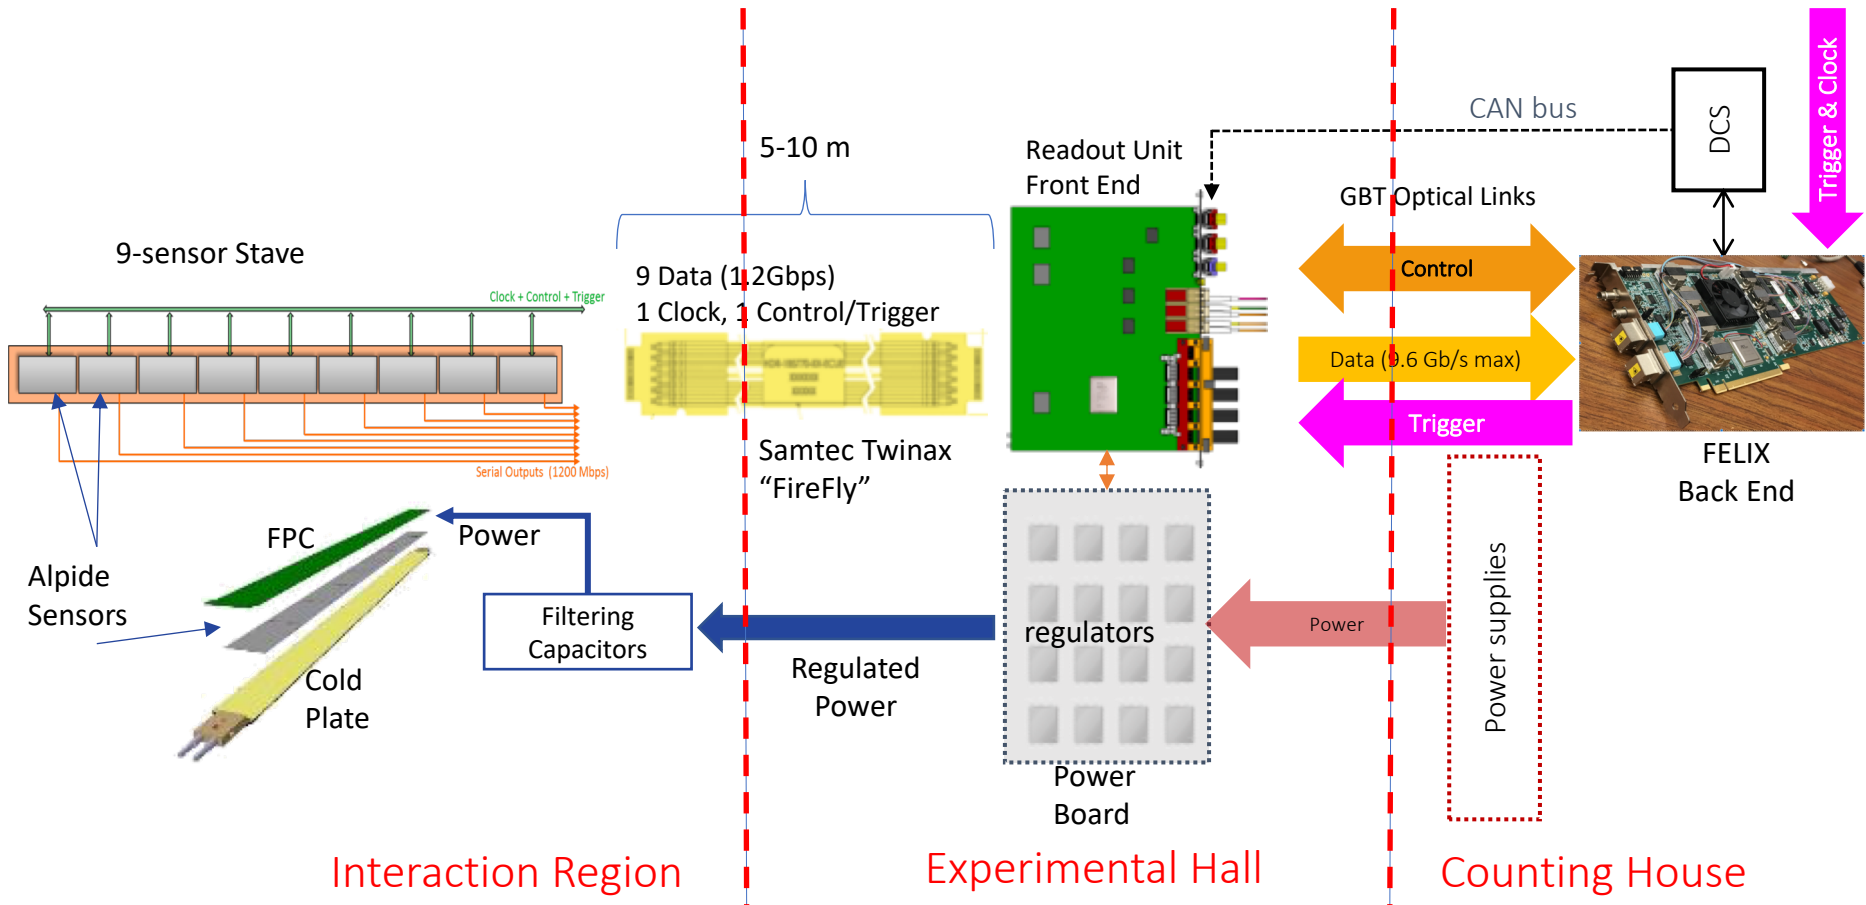 Trigger & Clock
DCS
CAN bus
5-10 m
Readout Unit
Front End
GBT Optical Links
9-sensor Stave
Control
9 Data (1.2Gbps)
1 Clock, 1 Control/Trigger
Clock + Control + Trigger
Data (9.6 Gb/s max)
Trigger
Samtec Twinax
“FireFly”
Serial Outputs (1200 Mbps)
FELIX
Back End
FPC
Power
Alpide
Sensors
Filtering
Capacitors
regulators
Power
Power supplies
Regulated
Power
Cold
Plate
Power
Board
Interaction Region
Experimental Hall
Counting House